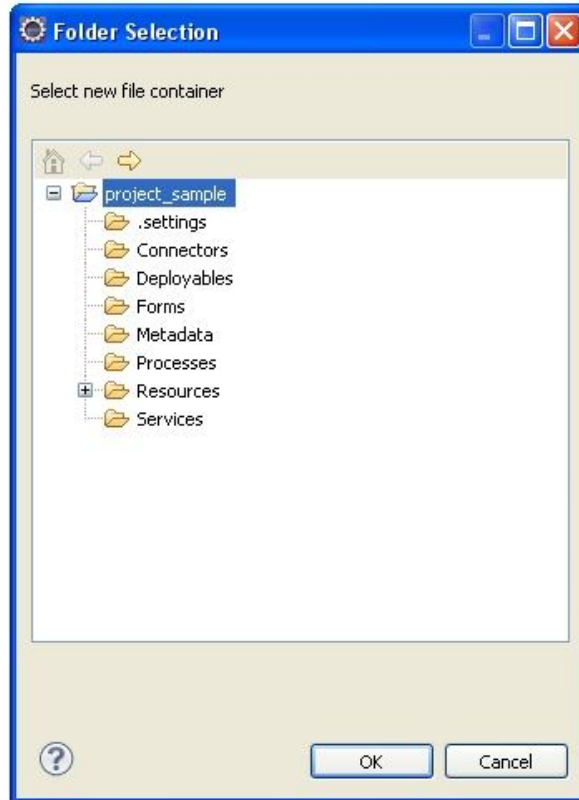 Folder Selection
Select new file container
project_sample
.settings
Connectors
Deployables
Forms
Metadata
Processes
Resources
Services
OK
Cancel